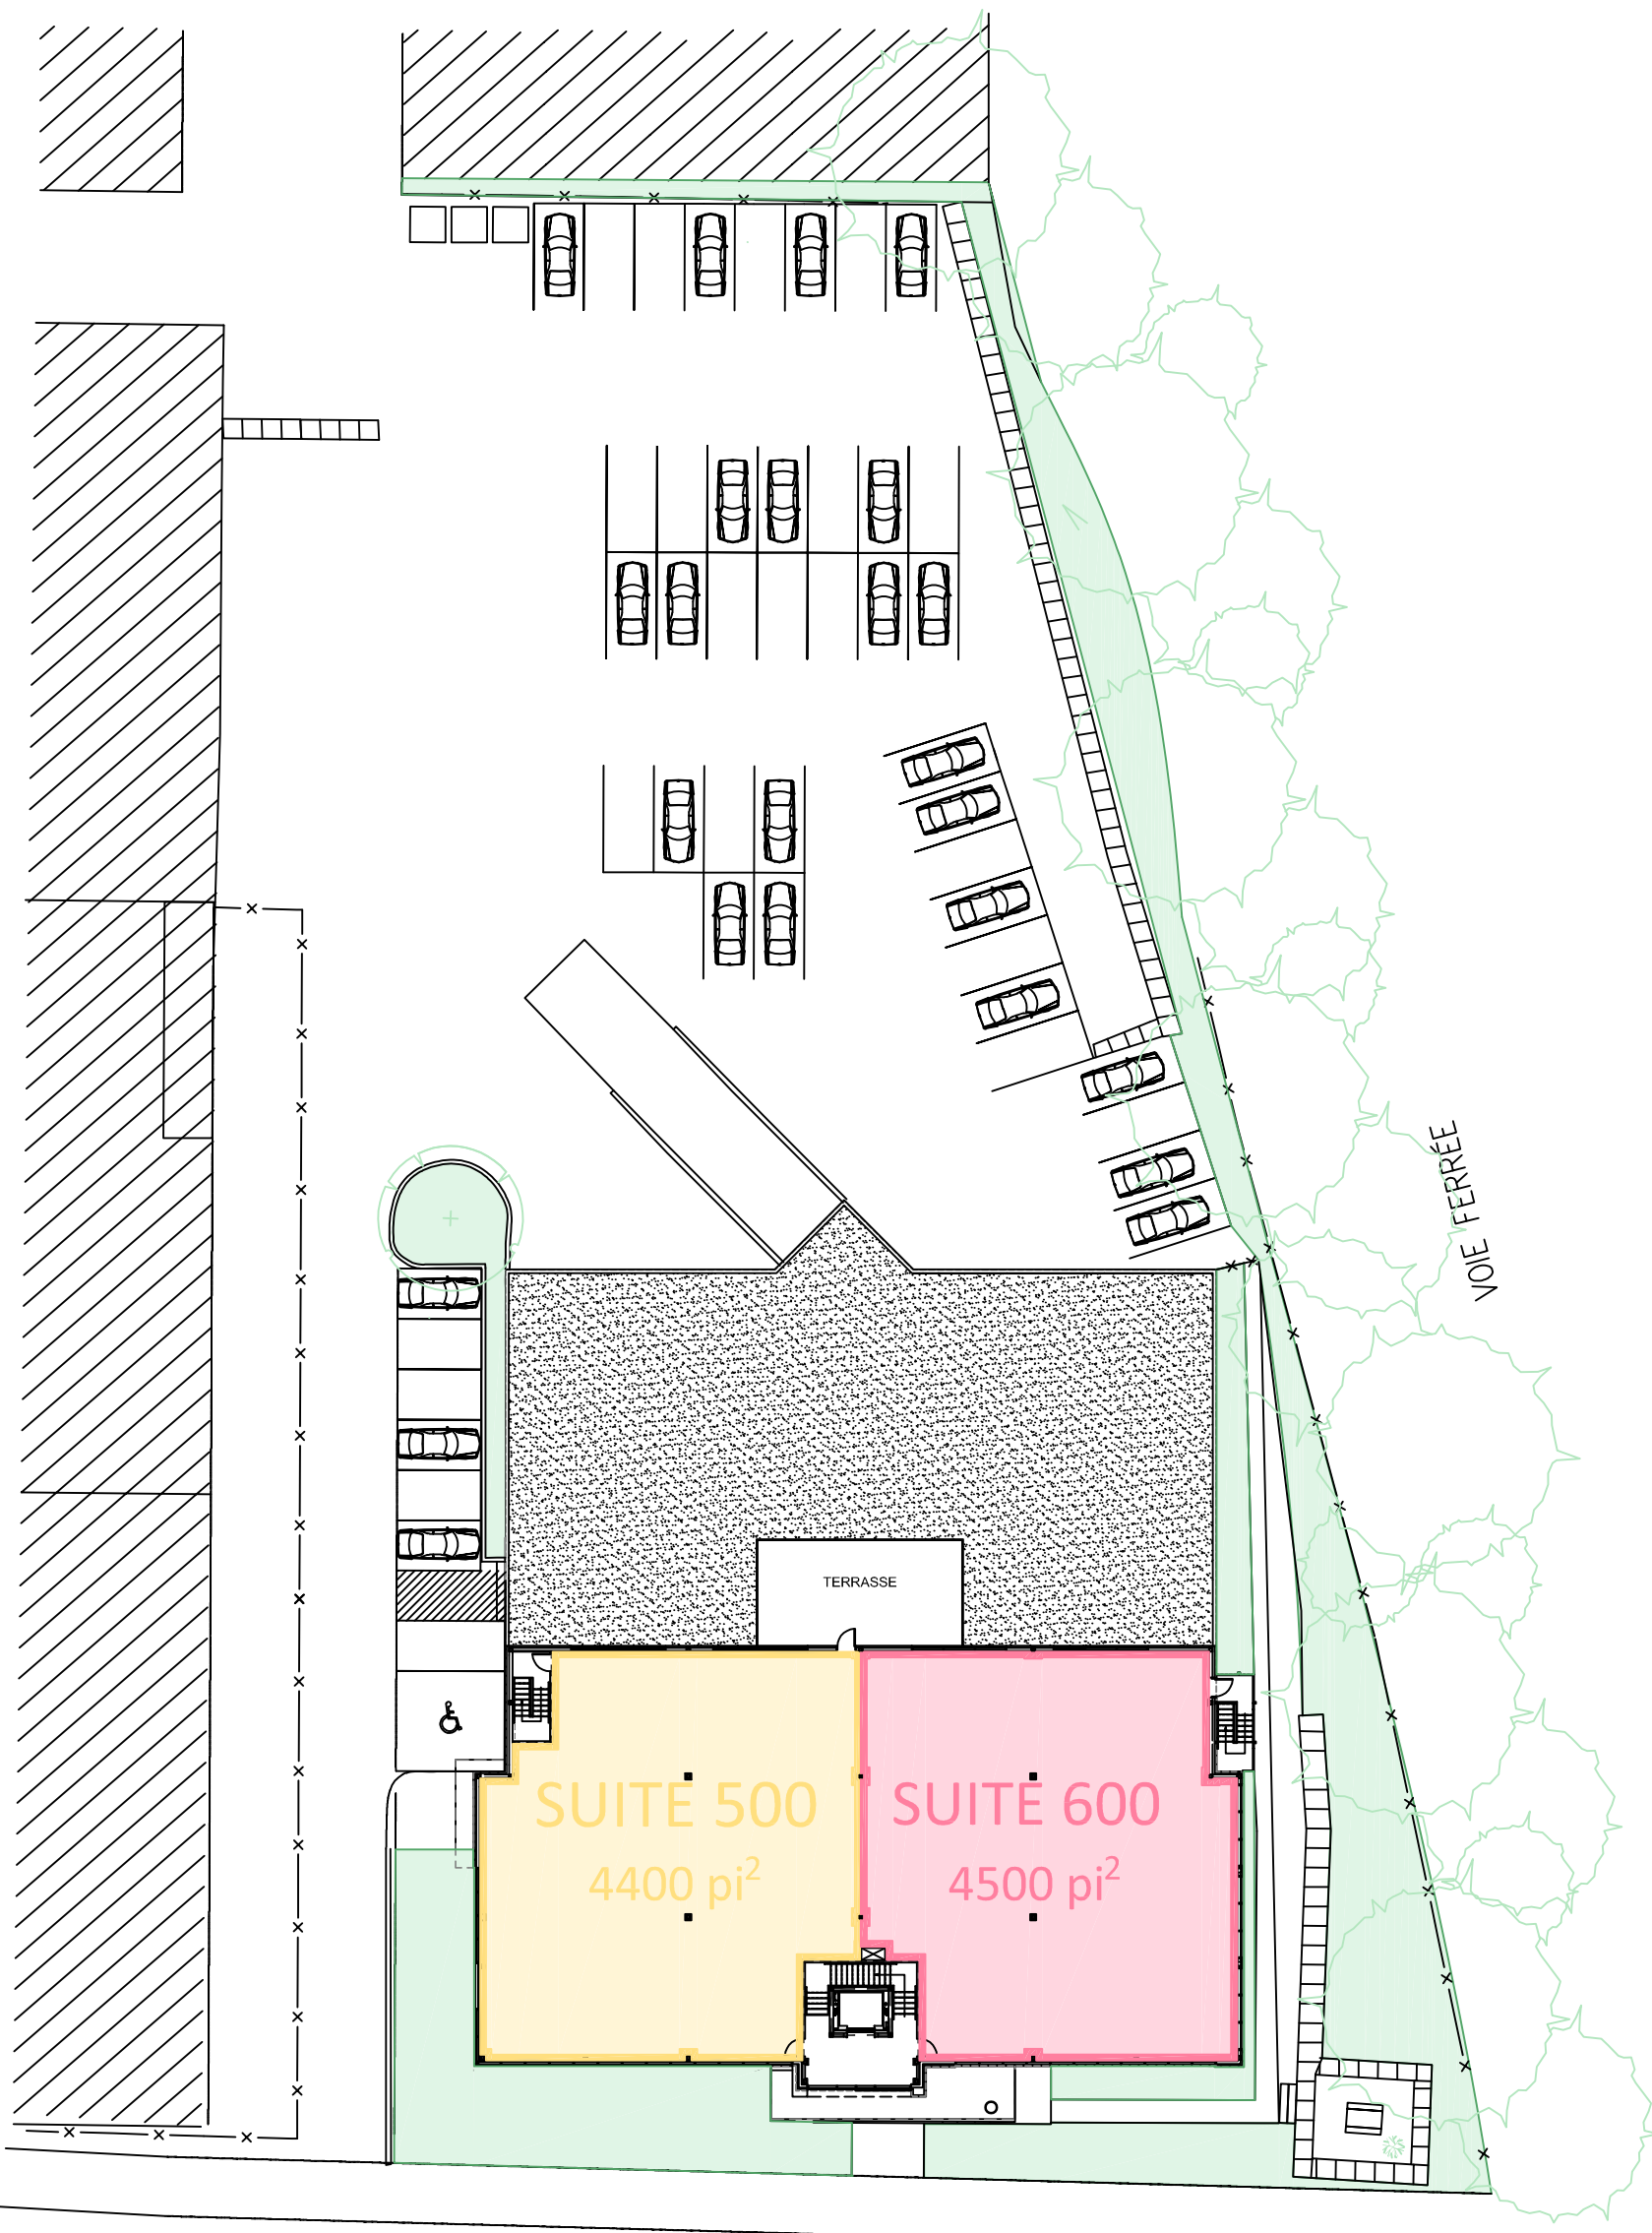 VOIE FERRÉE
TERRASSE
SUITE 500
4400 pi²
SUITE 600
4500 pi²